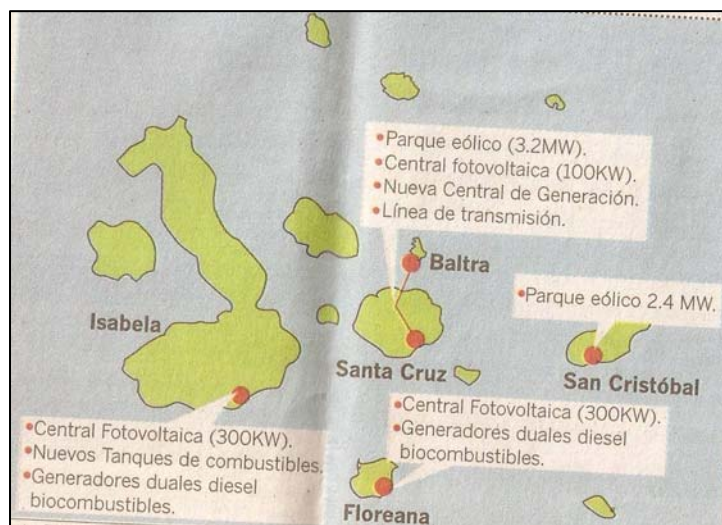 •Parque eólico (3.2MW).
•Central fotovoltaica (100KW).
•Nueva Central de Generación.
•Línea de transmisión.
Baltra
•Parque eólico 2.4 MW.
Isabela
Santa Cruz
San Cristóbal
•Central Fotovoltaica (300KW).
•Nuevos Tanques de combustibles.
•Generadores duales diesel
biocombustibles.
•Central Fotovoltaica (300KW).
•Generadores duales diesel
biocombustibles.
Floreana